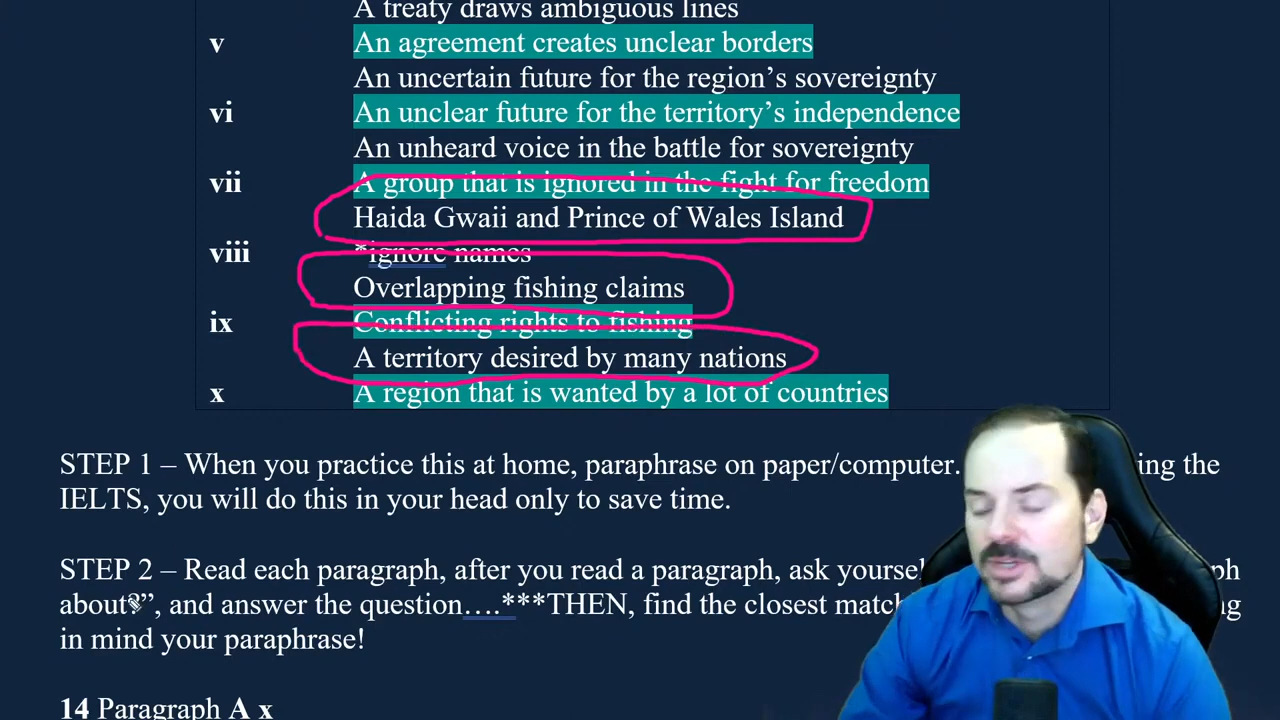 A treaty draws ambiguous lines
v An agreement creates unclear borders
An uncertain future for the region's sovereignty
vi An unclear future for the territory's independence
An unheard voice in the battle for sovereignty
vii A group that is ignored in the fight for freedom
Haida Gwaii and Prince of Wales Island
viii *ignore names
Overlapping fishing claims
ix Conflicting rights to fishing
A territory desired by many nations
x A region that is wanted by a lot of countries
STEP 1 – When you practice this at home, paraphrase on paper/computer. the
IELTS, you will do this in your head only to save time.
STEP 2 – Read each paragraph, after you read a paragraph, ask
about?”, and answer the question….***THEN, find the closest
in mind your paraphrase!
14 Paragraph A x